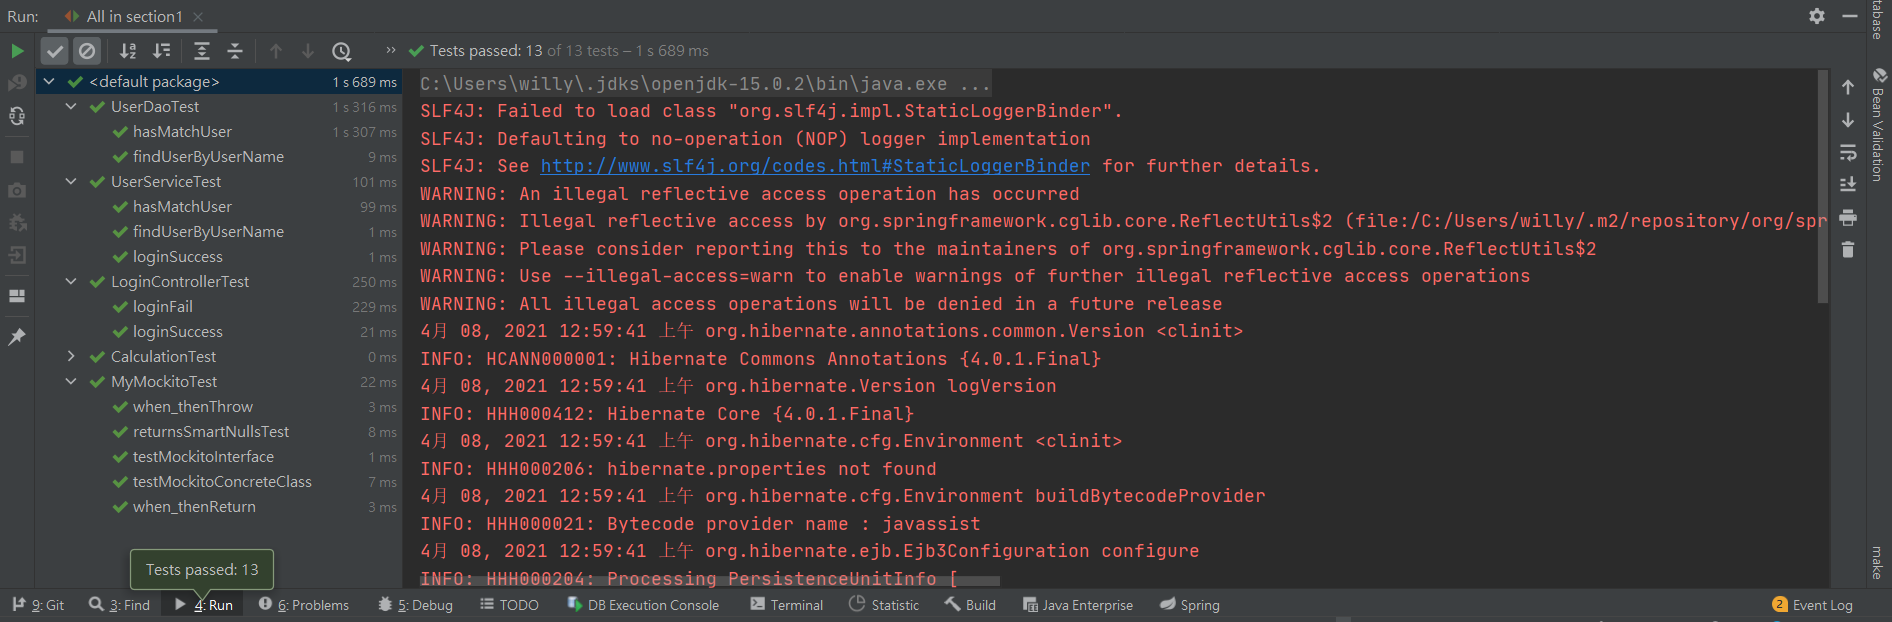 Run: All in section1
Tests passed: 13 of 13 tests – 1 s 689 ms
<default package> 1 s 689 ms
UserDaoTest 1 s 316 ms
hasMatchUser 1 s 307 ms
findUserByUserName 9 ms
UserServiceTest 101 ms
hasMatchUser 99 ms
findUserByUserName 1 ms
loginSuccess 1 ms
LoginControllerTest 250 ms
loginFail 229 ms
loginSuccess 21 ms
CalculationTest 0 ms
MyMockitoTest 22 ms
when_thenThrow 3 ms
returnsSmartNullsTest 8 ms
testMockitoInterface 1 ms
testMockitoConcreteClass 7 ms
when_thenReturn 3 ms
Tests passed: 13
C:\Users\willy\.jdks\openjdk-15.0.2\bin\java.exe ...
SLF4J: Failed to load class "org.slf4j.impl.StaticLoggerBinder".
SLF4J: Defaulting to no-operation (NOP) logger implementation
SLF4J: See http://www.slf4j.org/codes.html#StaticLoggerBinder for further details.
WARNING: An illegal reflective access operation has occurred
WARNING: Illegal reflective access by org.springframework.cglib.core.ReflectUtils$2 (file:/C:/Users/willy/.m2/repository/org/spr
WARNING: Please consider reporting this to the maintainers of org.springframework.cglib.core.ReflectUtils$2
WARNING: Use --illegal-access=warn to enable warnings of further illegal reflective access operations
WARNING: All illegal access operations will be denied in a future release
4月 08, 2021 12:59:41 上午 org.hibernate.annotations.common.Version <clinit>
INFO: HCANN000001: Hibernate Commons Annotations {4.0.1.Final}
4月 08, 2021 12:59:41 上午 org.hibernate.Version logVersion
INFO: HHH000412: Hibernate Core {4.0.1.Final}
4月 08, 2021 12:59:41 上午 org.hibernate.cfg.Environment <clinit>
INFO: HHH000206: hibernate.properties not found
4月 08, 2021 12:59:41 上午 org.hibernate.cfg.Environment buildBytecodeProvider
INFO: HHH000021: Bytecode provider name : javassist
4月 08, 2021 12:59:41 上午 org.hibernate.ejb.Ejb3Configuration configure
INFO: HHH000204: Processing PersistenceUnitInfo [
tabase
Bean Validation
make
9: Git 3: Find 4: Run 6: Problems 5: Debug TODO DB Execution Console Terminal Statistic Build Java Enterprise Spring 2 Event Log